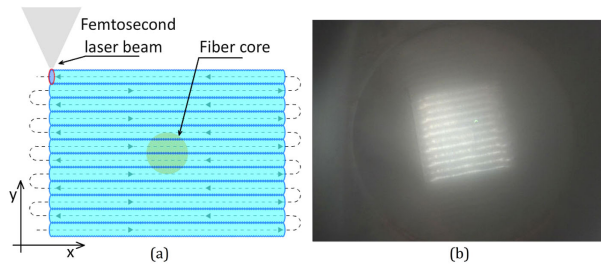 Femtosecond
laser beam
Fiber core
y
x
(a)
(b)